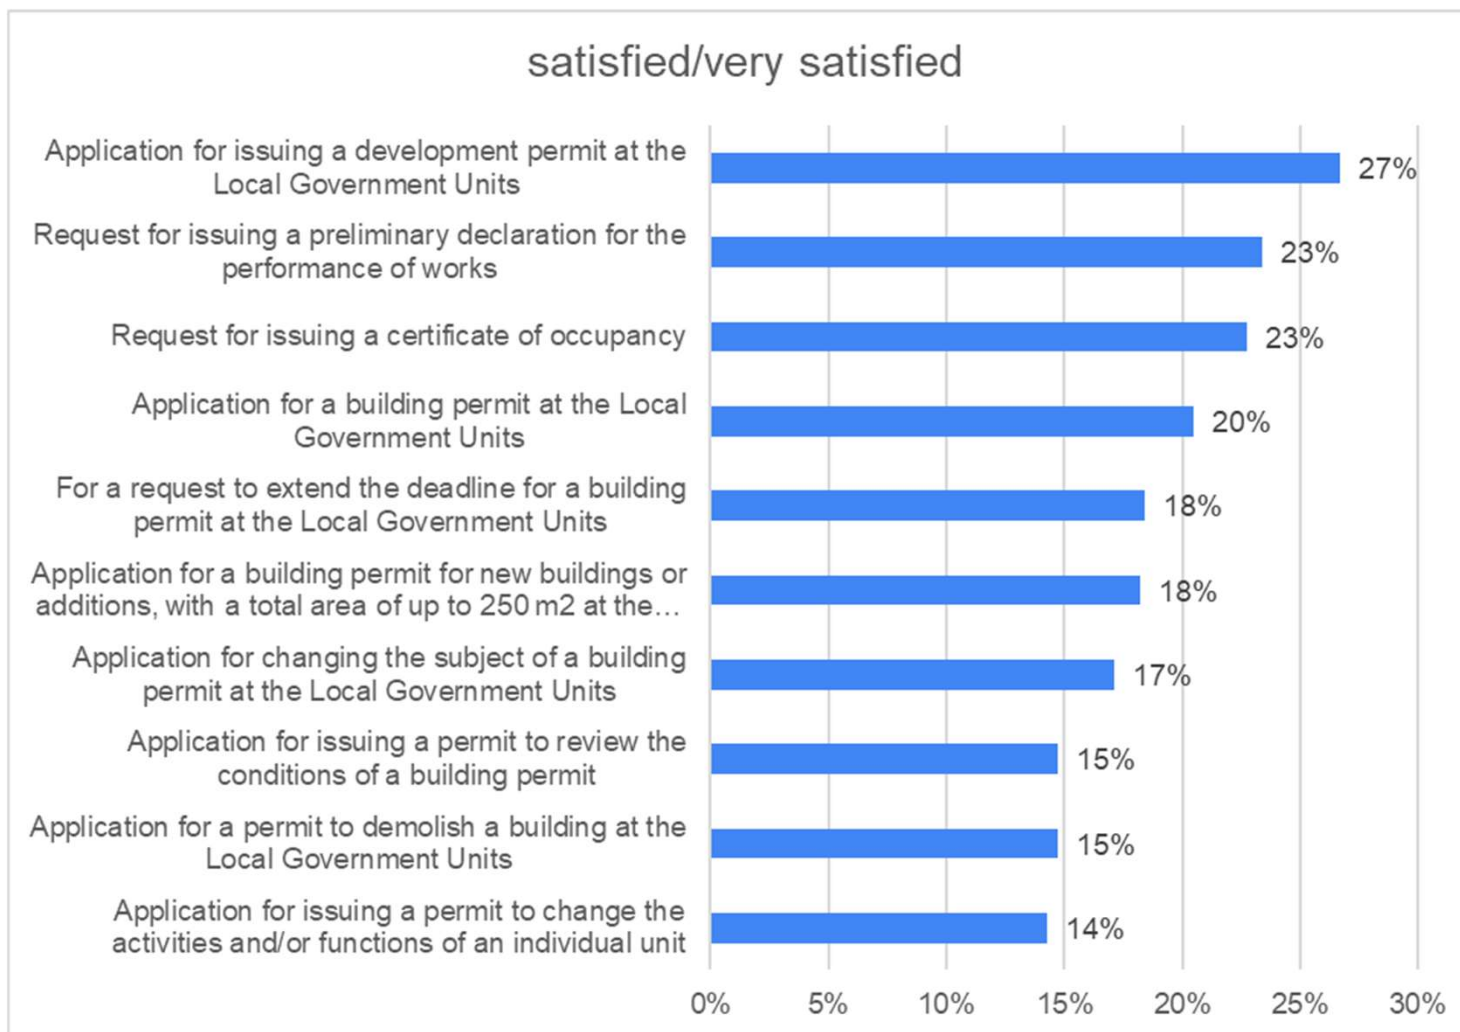 satisfied/very satisfied
Application for issuing a development permit at the
Local Government Units
27%
Request for issuing a preliminary declaration for the
performance of works
23%
Request for issuing a certificate of occupancy
23%
Application for a building permit at the Local
Government Units
20%
For a request to extend the deadline for a building
permit at the Local Government Units
18%
Application for a building permit for new buildings or
additions, with a total area of up to 250 m2 at the…
18%
Application for changing the subject of a building
permit at the Local Government Units
17%
Application for issuing a permit to review the
conditions of a building permit
15%
Application for a permit to demolish a building at the
Local Government Units
15%
Application for issuing a permit to change the
activities and/or functions of an individual unit
14%
0% 5% 10% 15% 20% 25% 30%